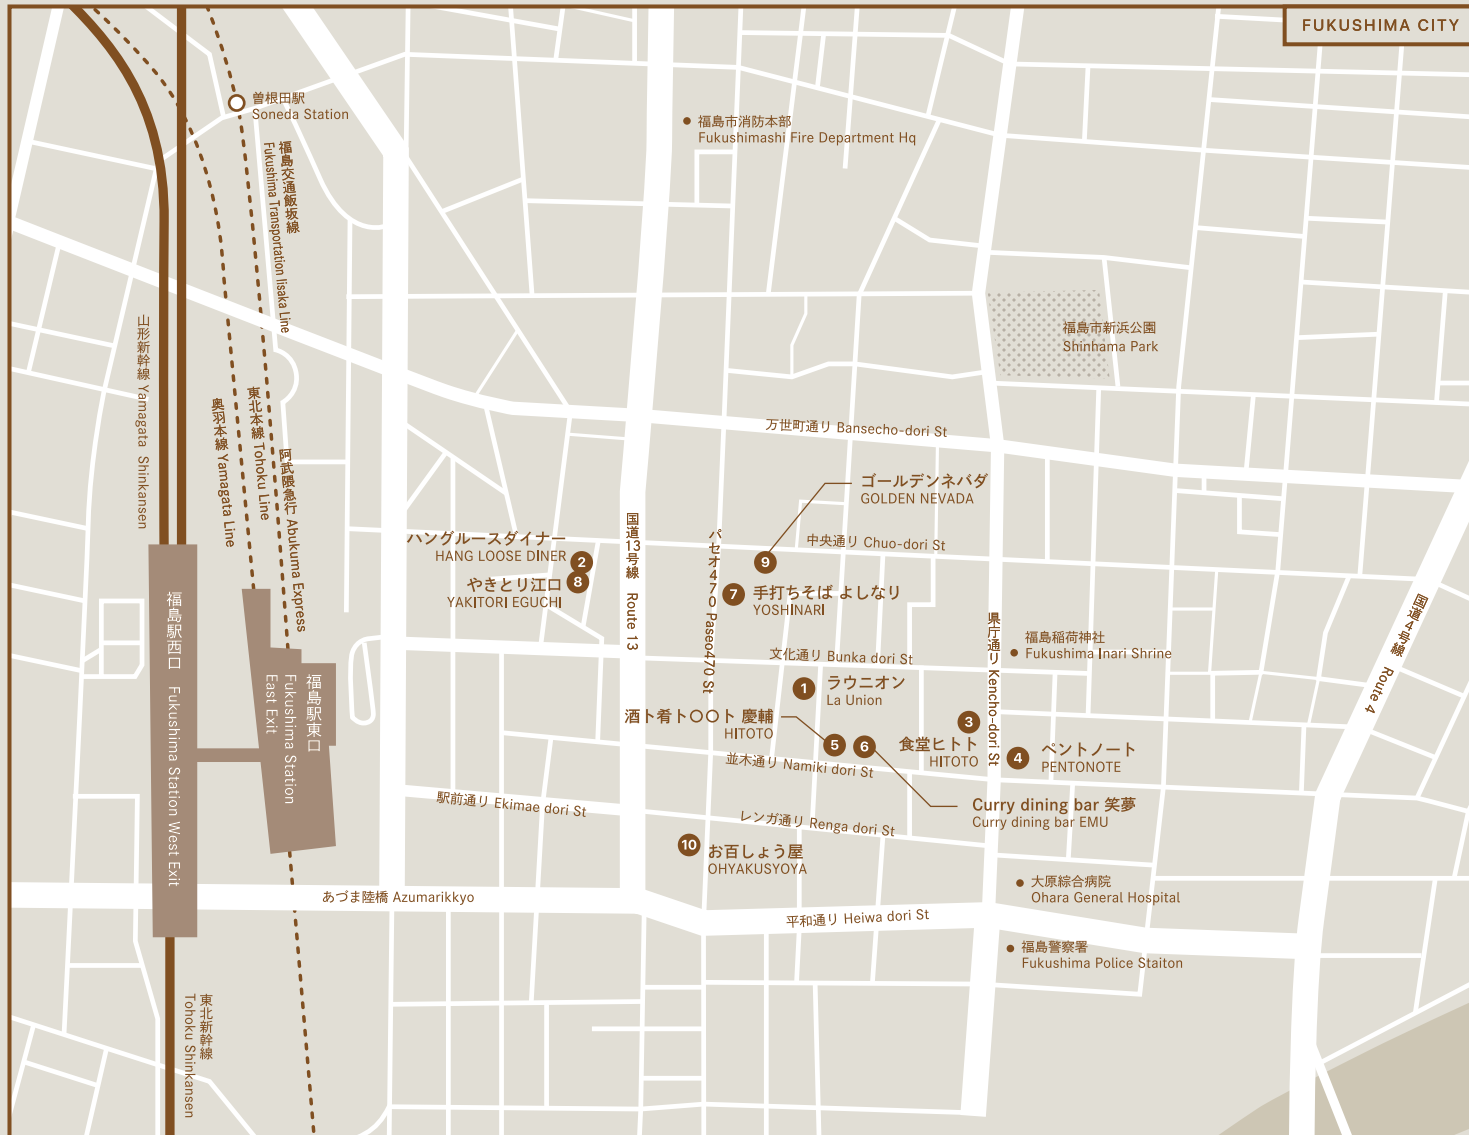 FUKUSHIMA CITY
曽根田駅
Soneda Station
福島市消防本部
Fukushimashi Fire Department Hq
福島交通飯坂線
Fukushima Transportation Iisaka Line
福島市新浜公園
Shinhama Park
山形新幹線 Yamagata Shinkansen
奥羽本線 Yamagata Line
東北本線 Tohoku Line
阿武隈急行 Abukuma Express
万世町通り Bansecho-dori St
ゴールデンネバダ
GOLDEN NEVADA
9
中央通り Chuo-dori St
ハングルースダイナー
HANG LOOSE DINER
2
やきとり江口
YAKITORI EGUCHI
8
国道13号線 Route 13
パセオ470 Paseo470 St
7
手打ちそば よしなり
YOSHINARI
国道4号線 Route 4
県庁通り Kencho-dori St
福島稲荷神社
Fukushima Inari Shrine
文化通り Bunka dori St
1
ラウニオン
La Union
福島駅西口 Fukushima Station West Exit
福島駅東口
Fukushima Station
East Exit
酒ト肴ト〇〇ト 慶輔
HITOTO
5
6
3
食堂ヒトト
HITOTO
4
ペントノート
PENTONOTE
並木通り Namiki dori St
Curry dining bar 笑夢
Curry dining bar EMU
駅前通り Ekimae dori St
レンガ通り Renga dori St
10
お百しょう屋
OHYAKUSYOYA
あづま陸橋 Azumarikkyo
大原綜合病院
Ohara General Hospital
平和通り Heiwa dori St
福島警察署
Fukushima Police Staiton
東北新幹線
Tohoku Shinkansen